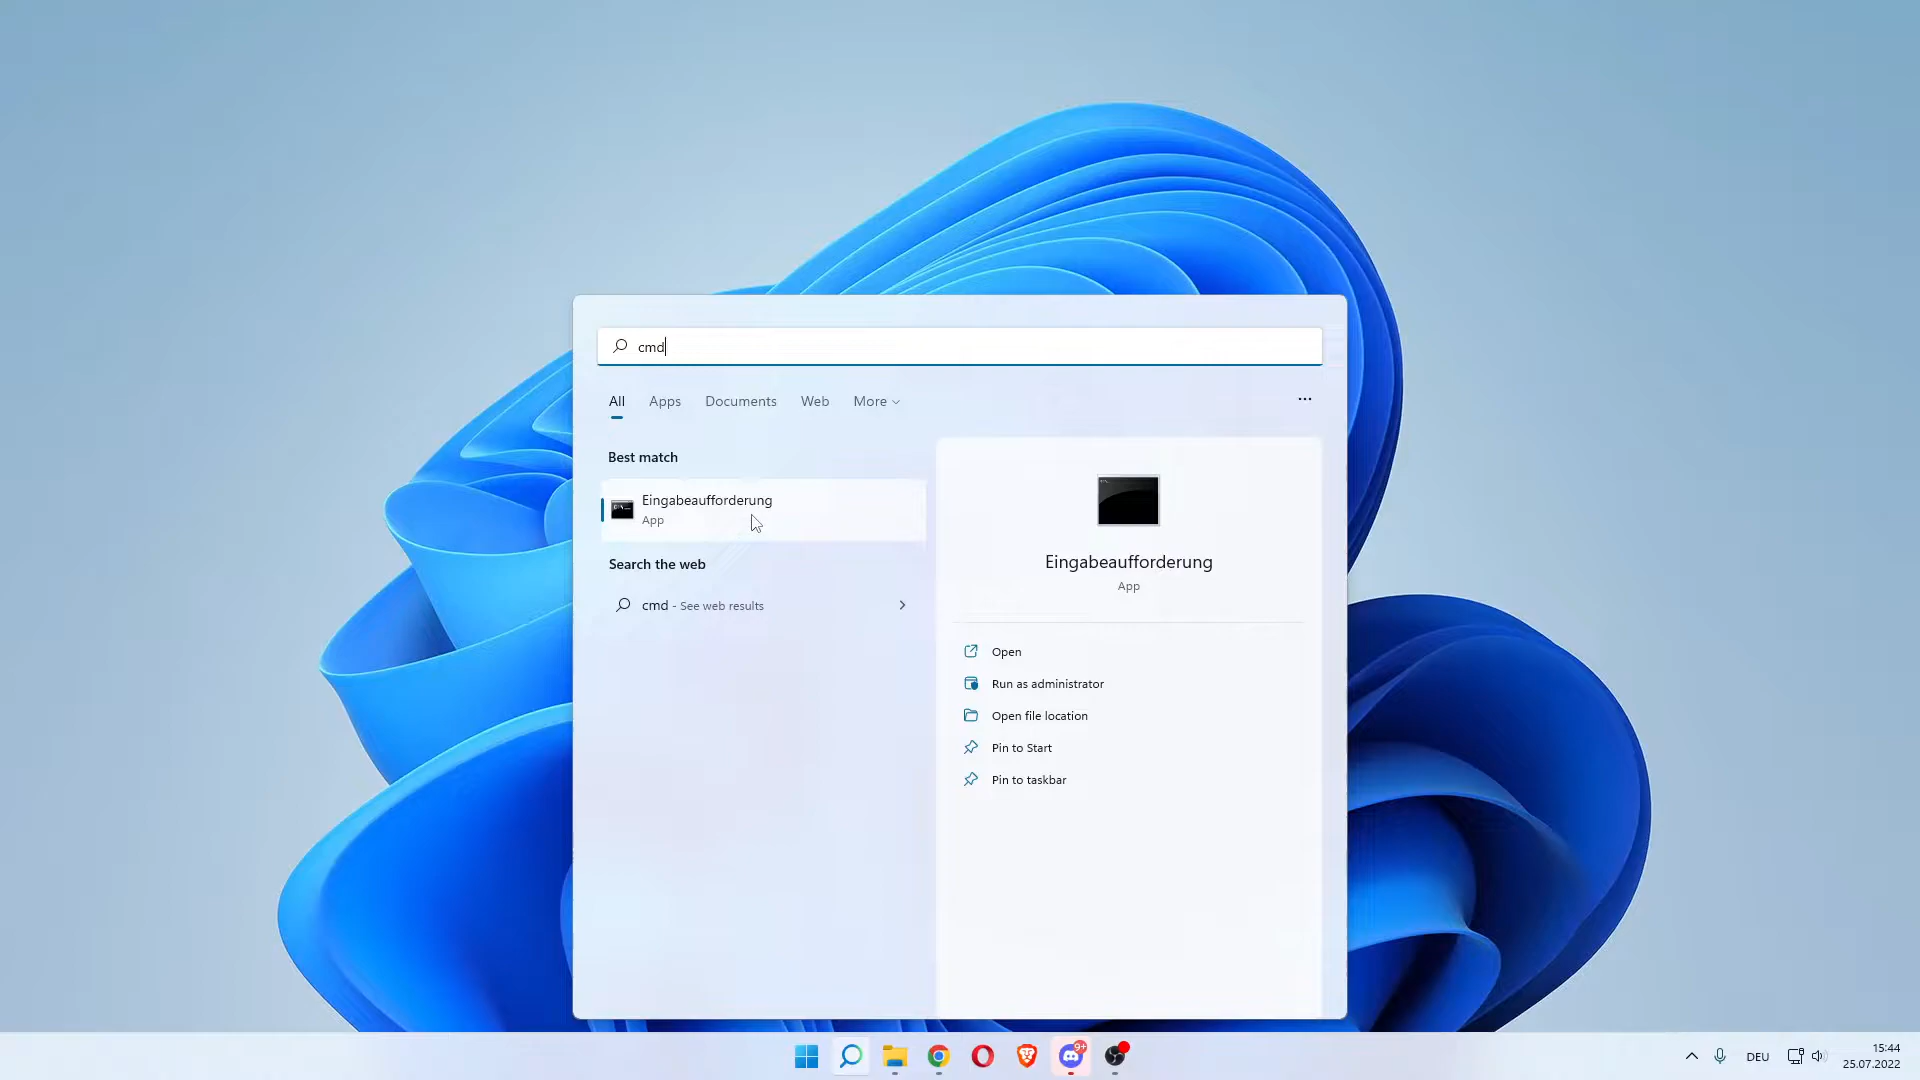 cmd
All Apps Documents Web More
Best match
Eingabeaufforderung
App
Search the web
cmd - See web results
Eingabeaufforderung
App
Open
Run as administrator
Open file location
Pin to Start
Pin to taskbar
9+
DEU
15:44
25.07.2022